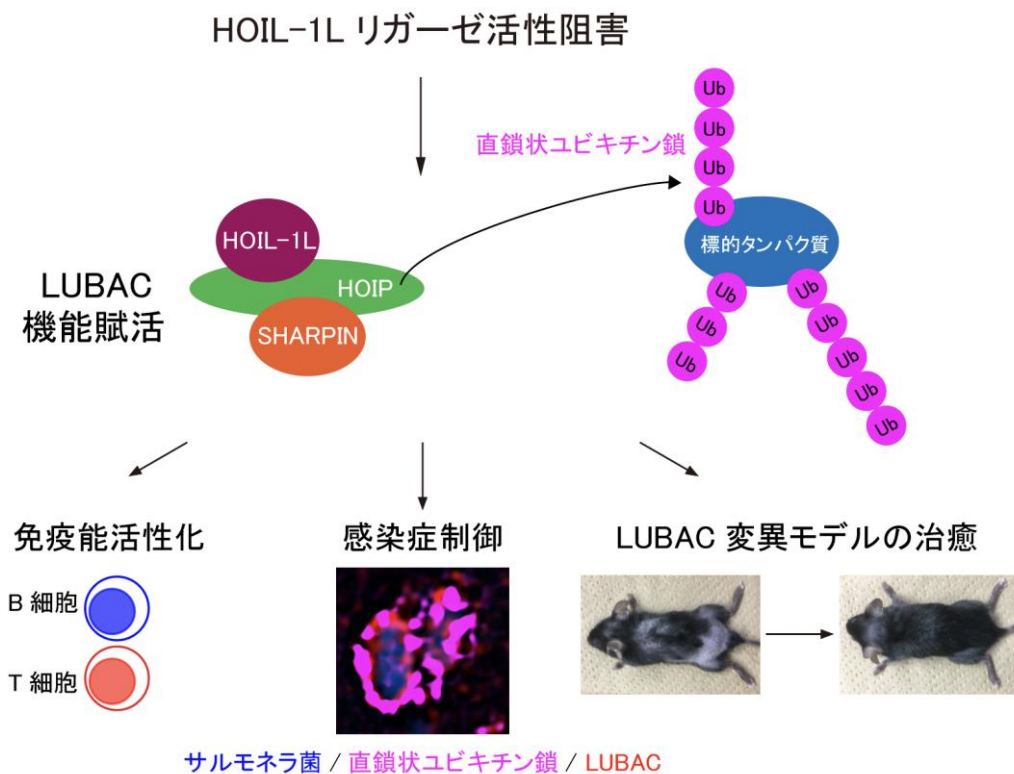 HOIL-1L リガーゼ活性阻害
直鎖状ユビキチン鎖
Ub
Ub
Ub
Ub
HOIL-1L
HOIP
SHARPIN
LUBAC
機能賦活
標的タンパク質
Ub
Ub
Ub
Ub
Ub
Ub
Ub
Ub
免疫能活性化
感染症制御
LUBAC 変異モデルの治癒
B 細胞
T 細胞
サルモネラ菌 / 直鎖状ユビキチン鎖 / LUBAC